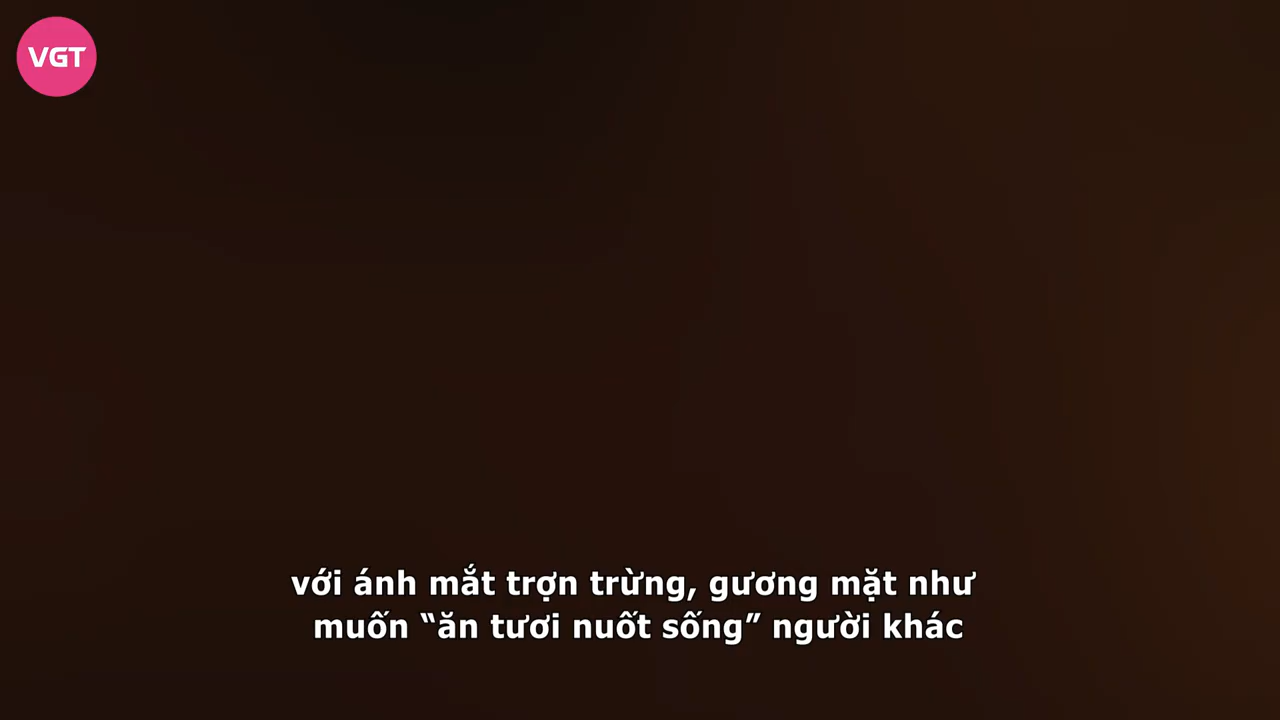 VGT
với ánh mắt trợn trừng, gương mặt như
muốn “ăn tươi nuốt sống” người khác